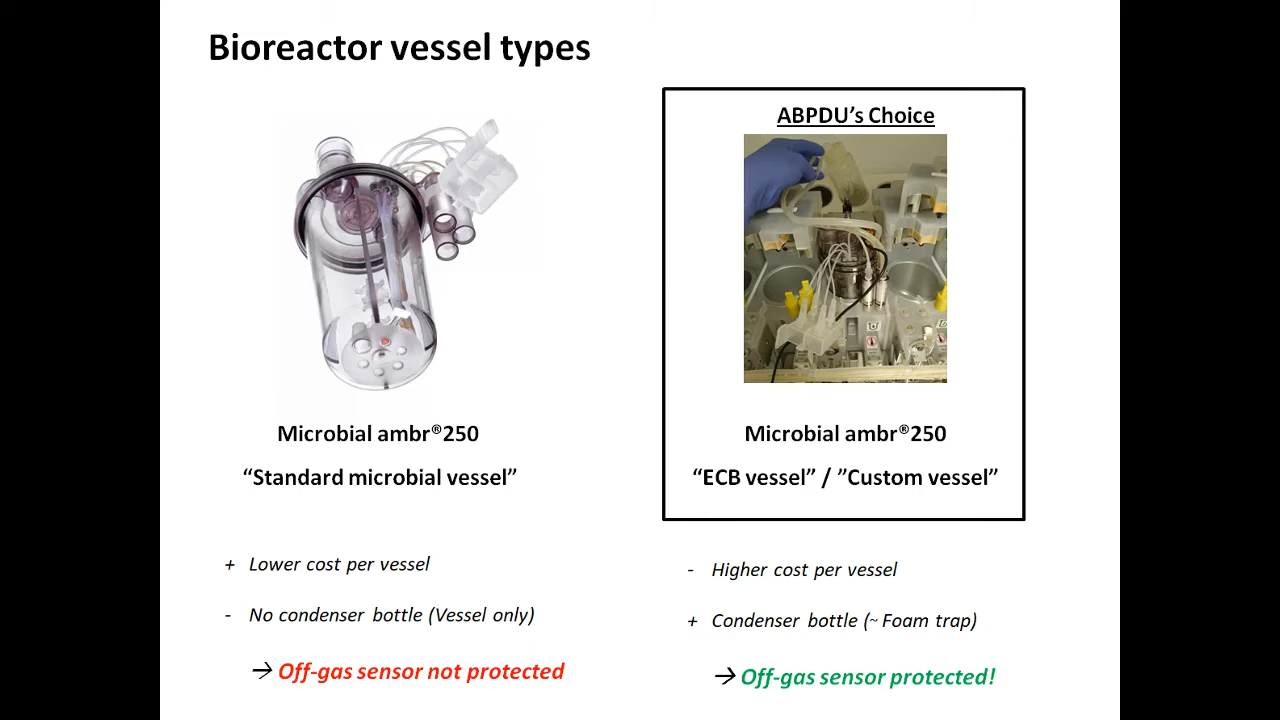 Bioreactor vessel types
ABPDU's Choice
Microbial ambr®250
“Standard microbial vessel”
Microbial ambr®250
“ECB vessel” / ”Custom vessel”
+ Lower cost per vessel
- No condenser bottle (Vessel only)
→ Off-gas sensor not protected
- Higher cost per vessel
+ Condenser bottle (~ Foam trap)
→ Off-gas sensor protected!